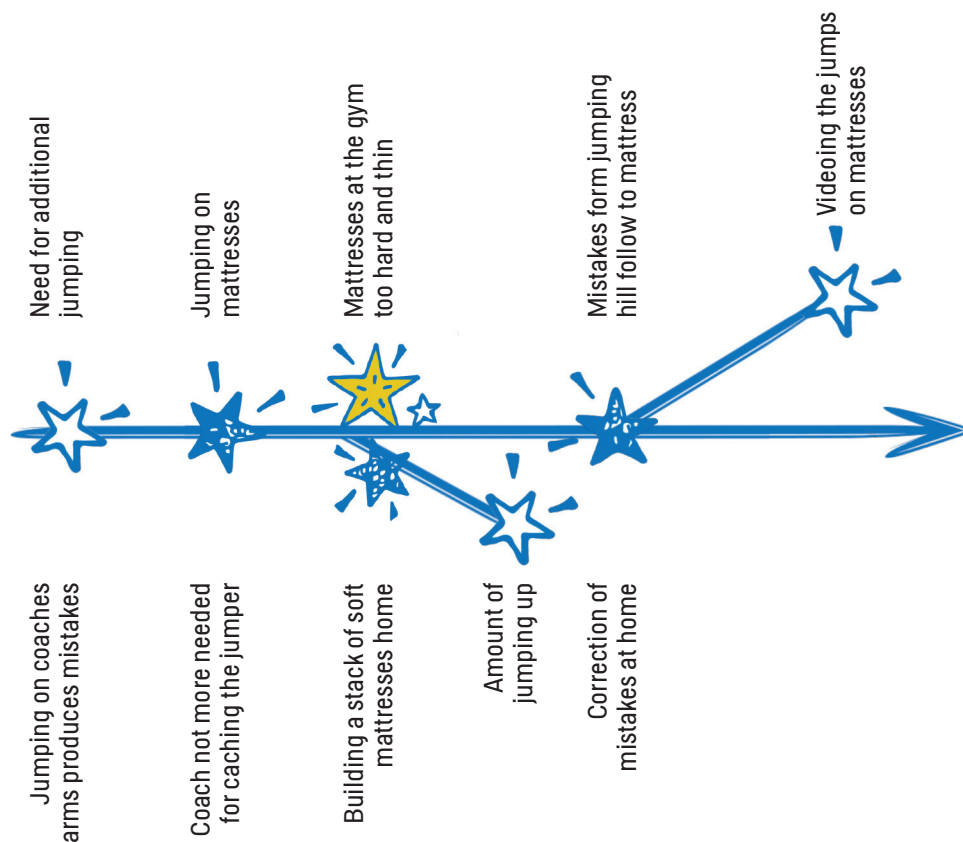 Jumping on coaches
arms produces mistakes
Need for additional
jumping
Coach not more needed
for caching the jumper
Jumping on
mattresses
Building a stack of soft
mattresses home
Mattresses at the gym
too hard and thin
Amount of
jumping up
Correction of
mistakes at home
Mistakes form jumping
hill follow to mattress
Videoing the jumps
on mattresses